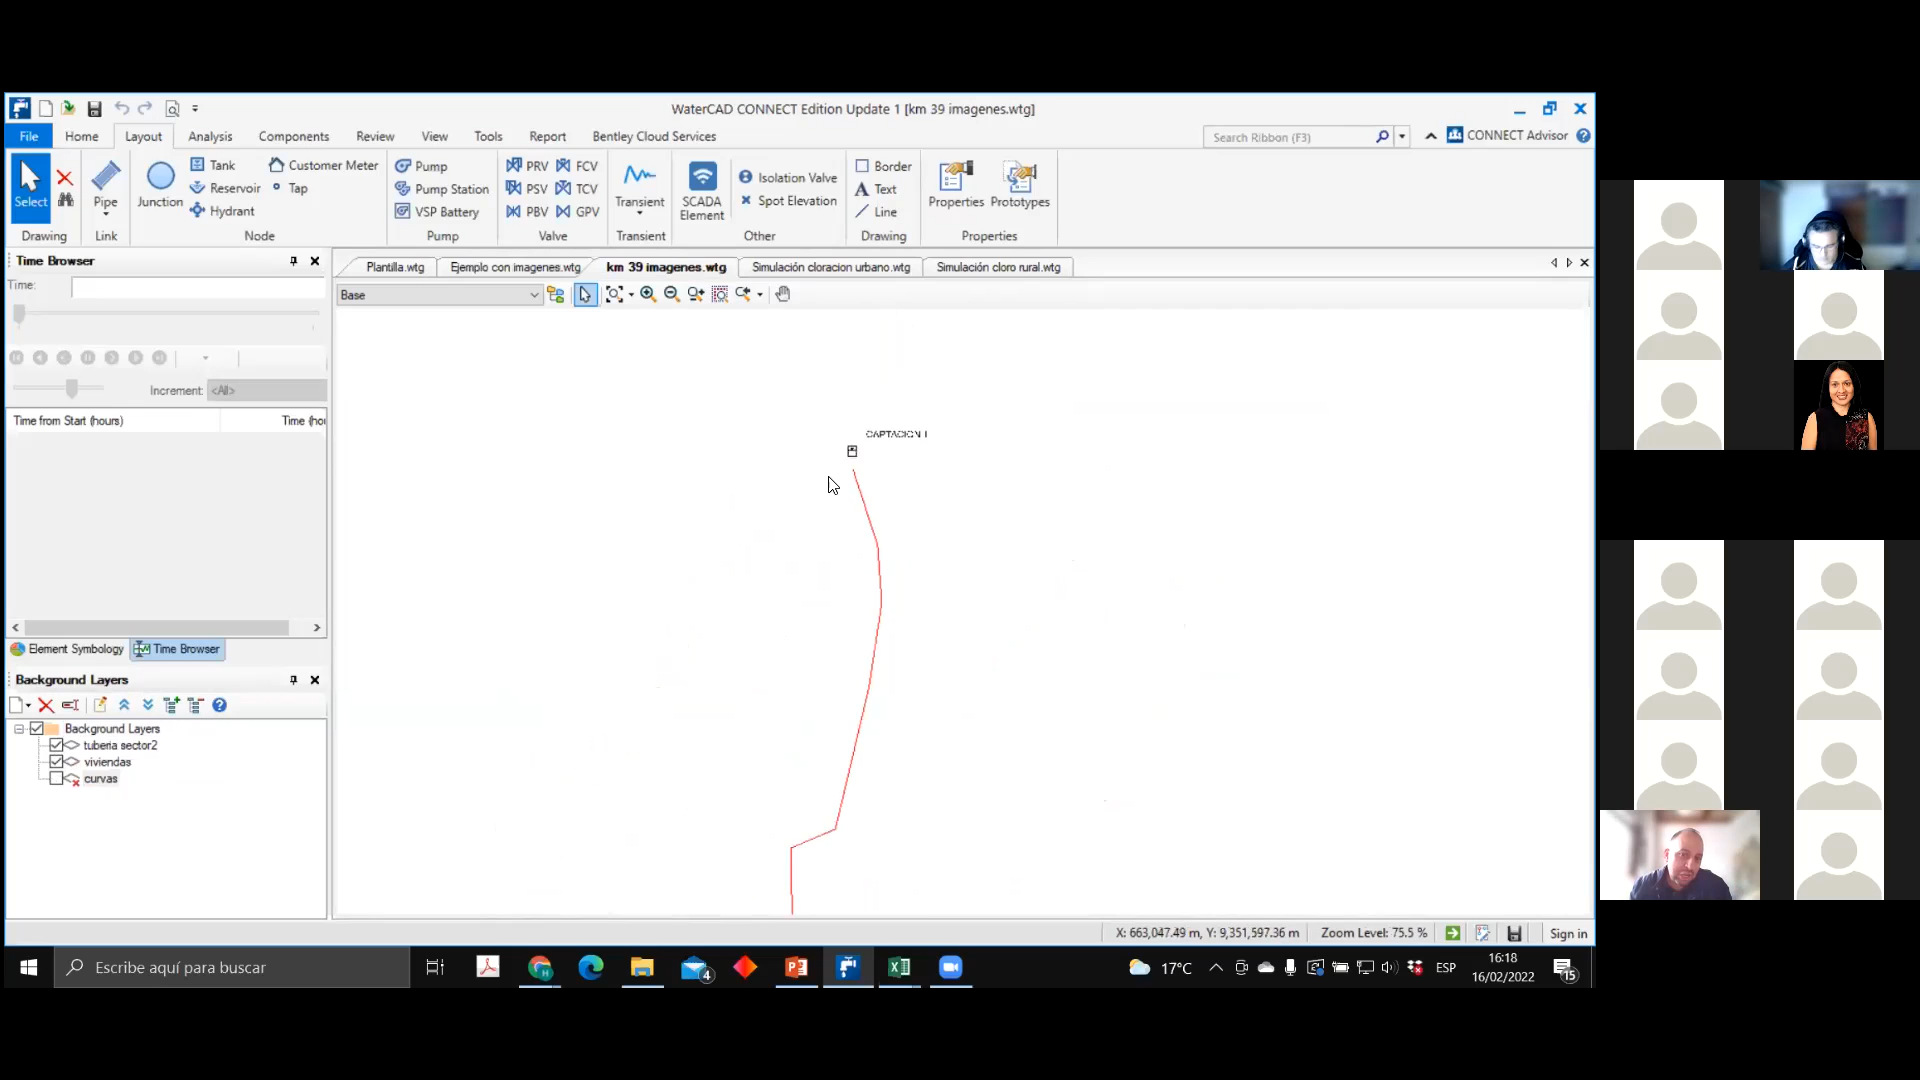 WaterCAD CONNECT Edition Update 1 [km 39 imagenes.wtg]
File Home Layout Analysis Components Review View Tools Report Bentley Cloud Services
Search Ribbon (F3) CONNECT Advisor
Select Pipe Junction Tank Customer Meter
Reservoir Tap
Hydrant
Pump PRV FCV
Pump Station PSV TCV
VSP Battery PBV GPV
Transient SCADA Element
Isolation Valve
Spot Elevation
Border
Text
Line
Properties Prototypes
Drawing Link Node Pump Valve Transient Other Drawing Properties
Time Browser
Plantilla.wtg Ejemplo con imagenes.wtg km 39 imagenes.wtg Simulación cloracion urbano.wtg Simulación cloro rural.wtg
Time:
Base
Increment: <All>
Time from Start (hours) Time (hou
CAPTACION 1
Element Symbology Time Browser
Background Layers
Background Layers
tuberia sector2
viviendas
curvas
X: 663,047.49 m, Y: 9,351,597.36 m Zoom Level: 75.5 % Sign in
Escribe aquí para buscar
4
17°C
ESP
16:18
16/02/2022
15